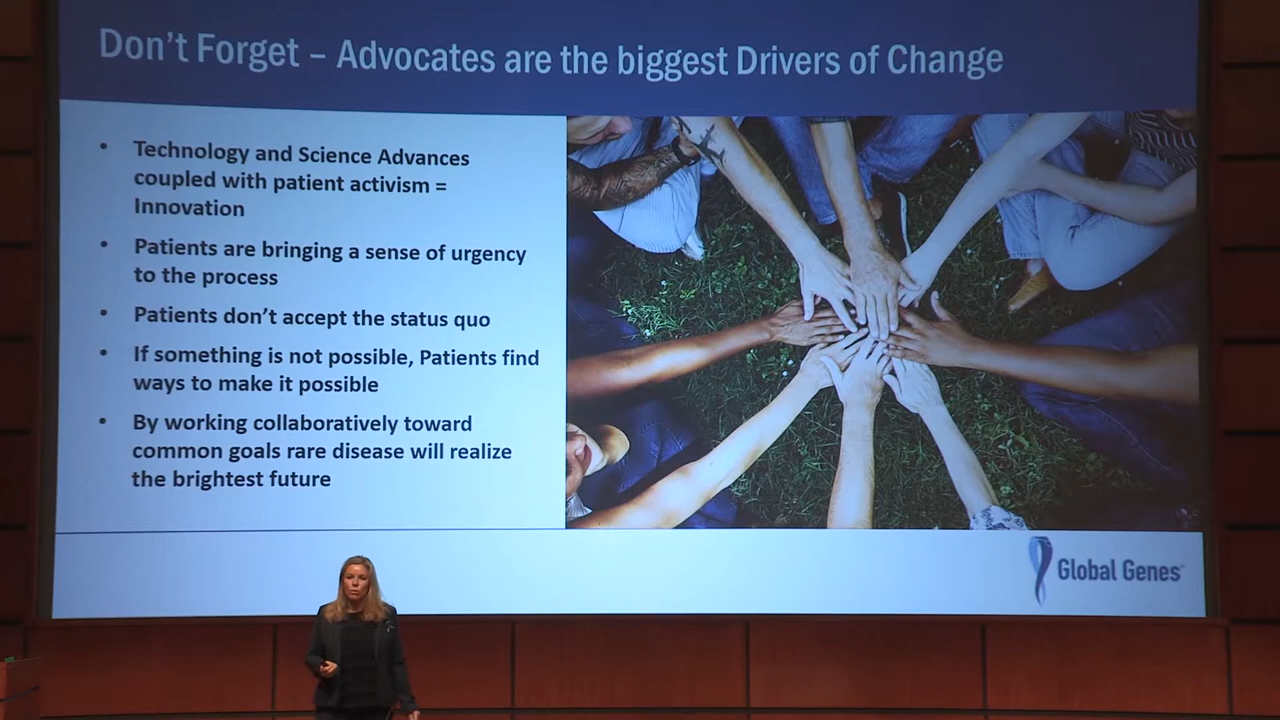 Don't Forget – Advocates are the biggest Drivers of Change
• Technology and Science Advances
coupled with patient activism =
Innovation
• Patients are bringing a sense of urgency
to the process
• Patients don't accept the status quo
• If something is not possible, Patients find
ways to make it possible
• By working collaboratively toward
common goals rare disease will realize
the brightest future
Global Genes™